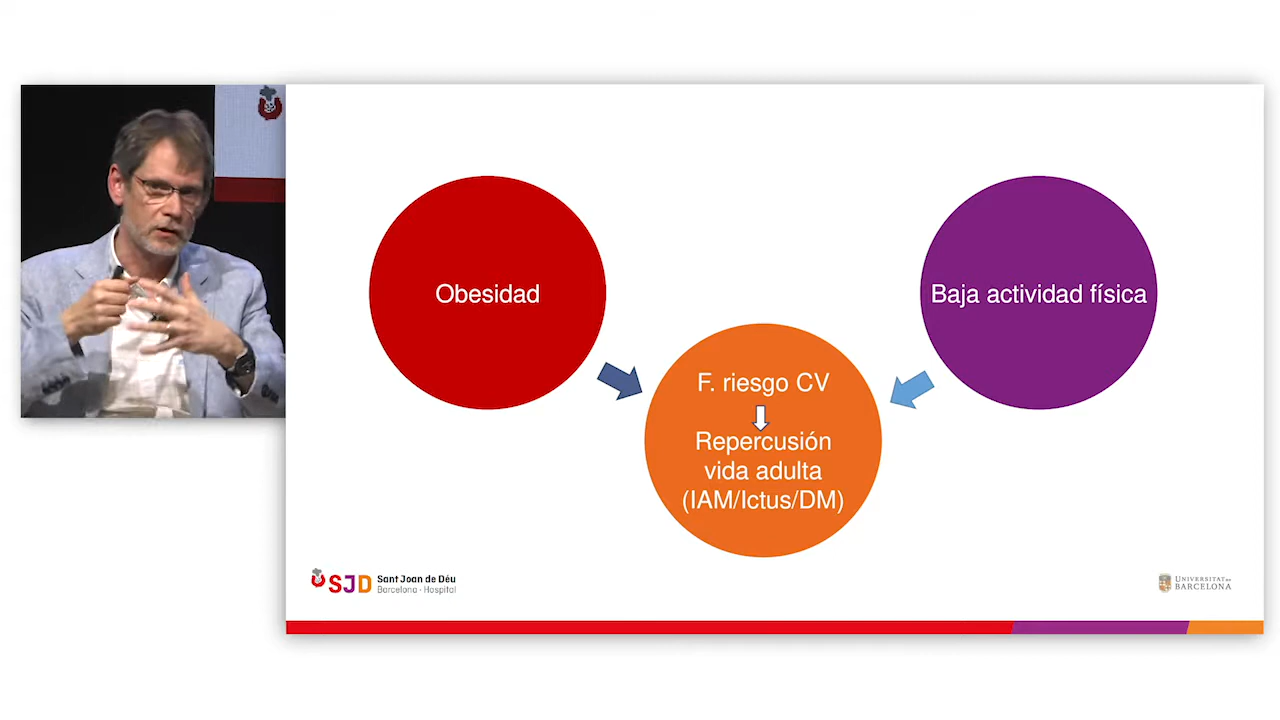 Obesidad
Baja actividad física
F. riesgo CV
Repercusión
vida adulta
(IAM/Ictus/DM)
SJD
Sant Joan de Déu
Barcelona · Hospital
UNIVERSITAT DE
BARCELONA